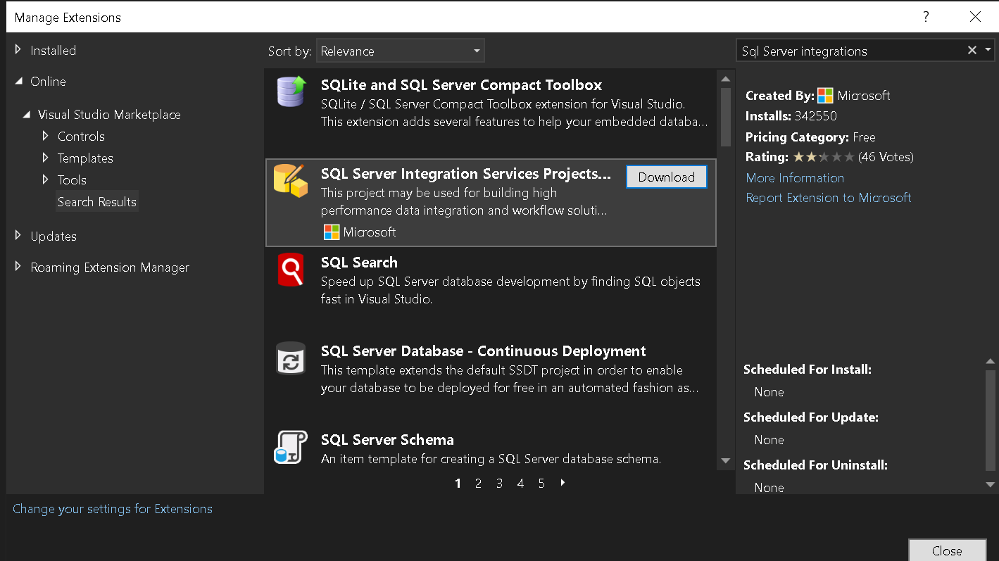 Manage Extensions
?
Installed
Online
Visual Studio Marketplace
Controls
Templates
Tools
Search Results
Updates
Roaming Extension Manager
Change your settings for Extensions
Sort by: Relevance
SQLite and SQL Server Compact Toolbox
SQLite / SQL Server Compact Toolbox extension for Visual Studio.
This extension adds several features to help your embedded databa...
SQL Server Integration Services Projects...
Download
This project may be used for building high
performance data integration and workflow soluti...
Microsoft
SQL Search
Speed up SQL Server database development by finding SQL objects
fast in Visual Studio.
SQL Server Database - Continuous Deployment
This template extends the default SSDT project in order to enable
your database to be deployed for free in an automated fashion as...
SQL Server Schema
An item template for creating a SQL Server database schema.
1 2 3 4 5
Sql Server integrations
Created By: Microsoft
Installs: 342550
Pricing Category: Free
Rating: (46 Votes)
More Information
Report Extension to Microsoft
Scheduled For Install:
None
Scheduled For Update:
None
Scheduled For Uninstall:
None
Close